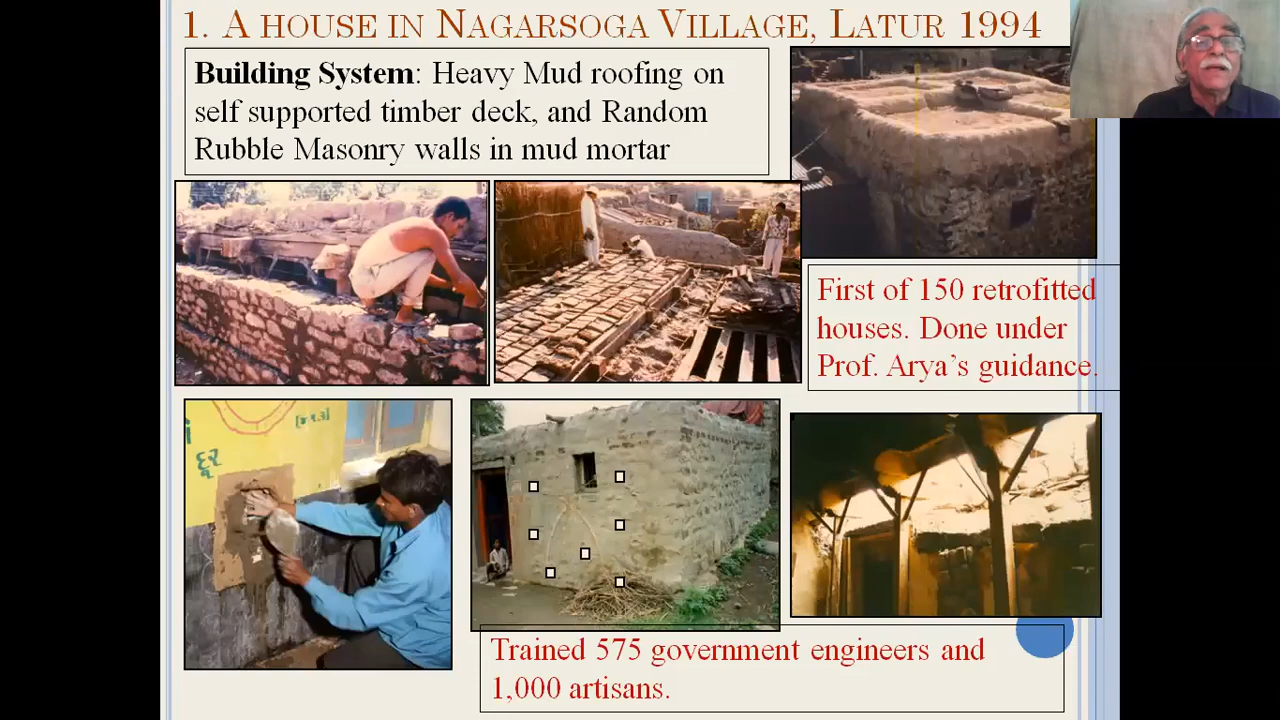 1. A HOUSE IN NAGARSOGA VILLAGE, LATUR 1994
Building System: Heavy Mud roofing on
self supported timber deck, and Random
Rubble Masonry walls in mud mortar
First of 150 retrofitted
houses. Done under
Prof. Arya's guidance.
દૂર
Trained 575 government engineers and
1,000 artisans.